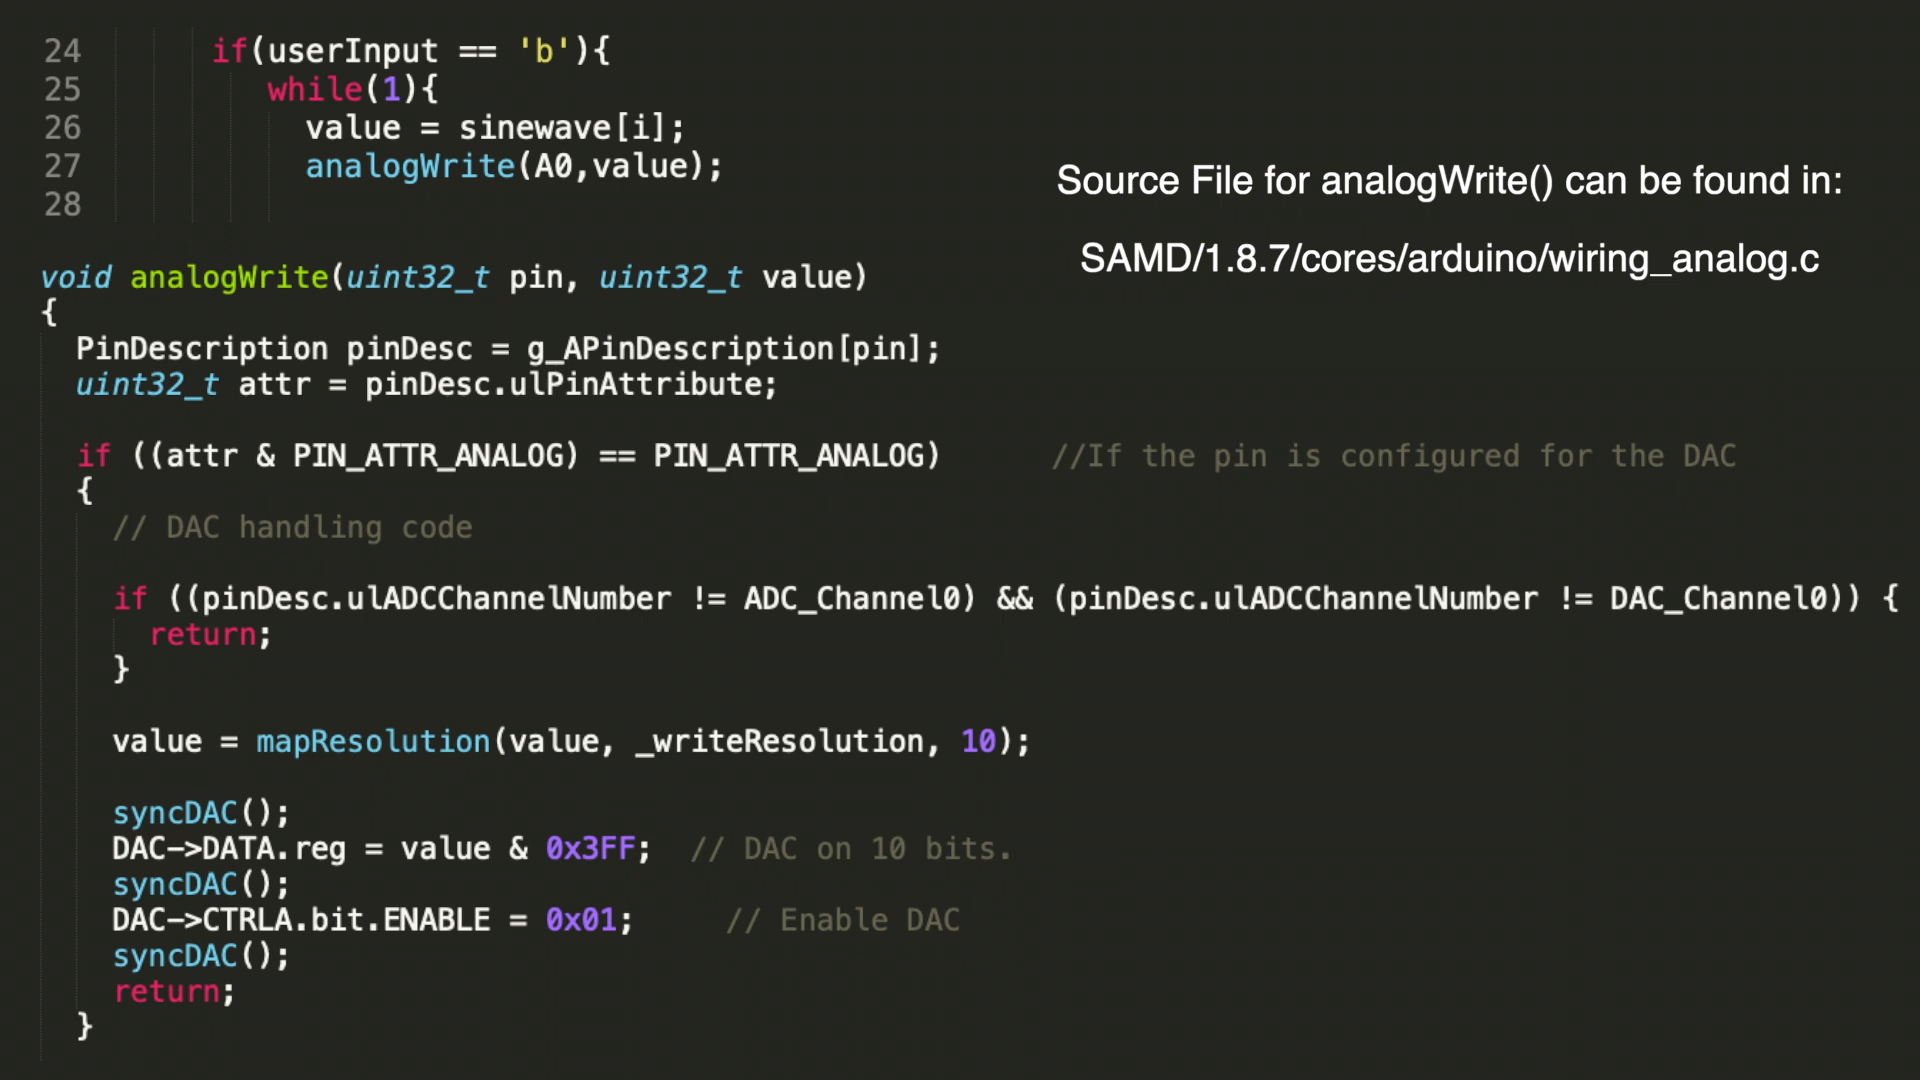 24 if(userInput == 'b'){
25 while(1){
26 value = sinewave[i];
27 analogWrite(A0,value);
28
Source File for analogWrite() can be found in:
SAMD/1.8.7/cores/arduino/wiring_analog.c
void analogWrite(uint32_t pin, uint32_t value)
{
PinDescription pinDesc = g_APinDescription[pin];
uint32_t attr = pinDesc.ulPinAttribute;
if ((attr & PIN_ATTR_ANALOG) == PIN_ATTR_ANALOG) //If the pin is configured for the DAC
{
// DAC handling code
if ((pinDesc.ulADCChannelNumber != ADC_Channel0) && (pinDesc.ulADCChannelNumber != DAC_Channel0)) {
return;
}
value = mapResolution(value, _writeResolution, 10);
syncDAC();
DAC->DATA.reg = value & 0x3FF; // DAC on 10 bits.
syncDAC();
DAC->CTRLA.bit.ENABLE = 0x01; // Enable DAC
syncDAC();
return;
}